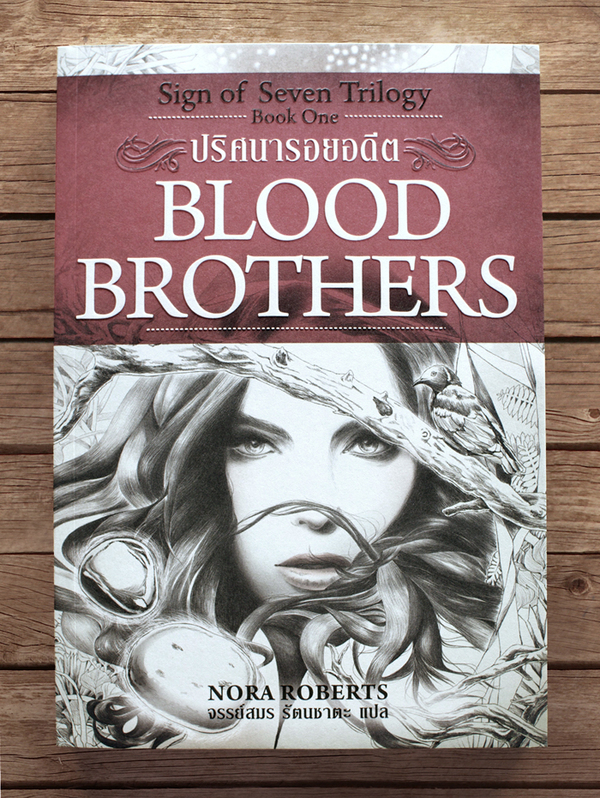 Sign of Seven Trilogy
Book One
ปริศนารอยอดีต
BLOOD
BROTHERS
NORA ROBERTS
จรรย์สมร รัตนชาตะ แปล